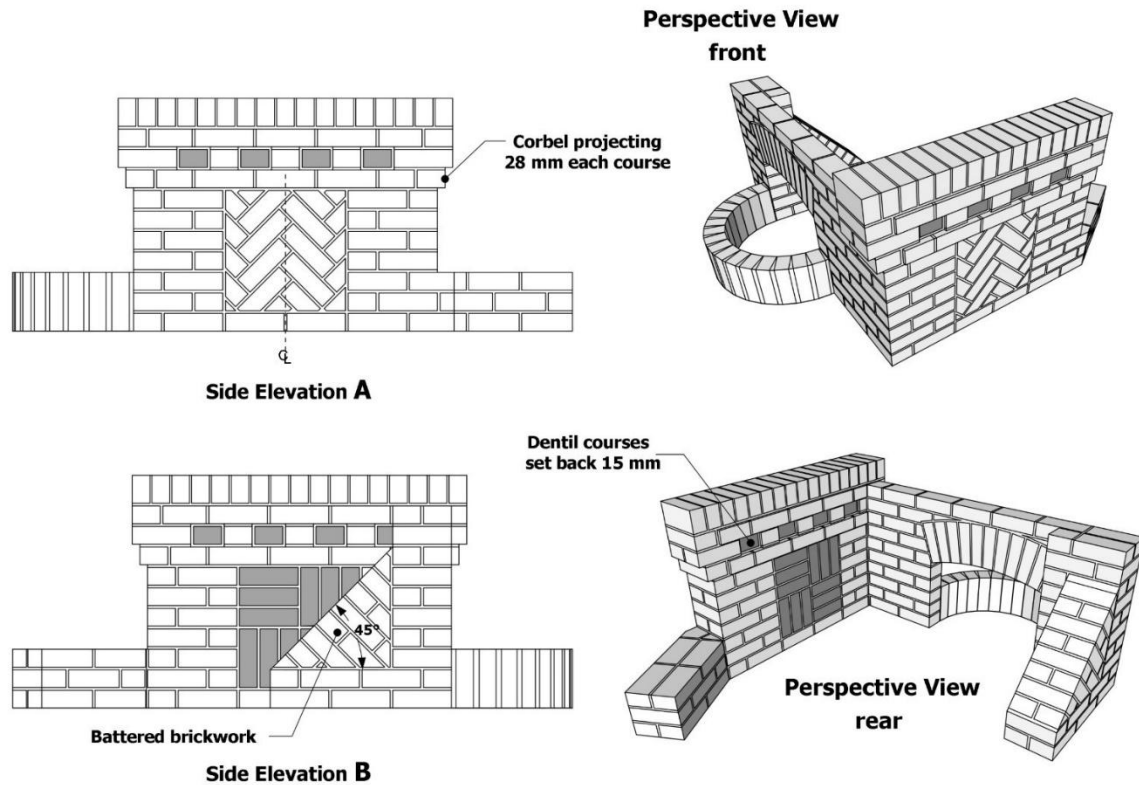 Perspective View
front
Corbel projecting
28 mm each course
℄
Side Elevation A
Dentil courses
set back 15 mm
45°
Battered brickwork
Perspective View
rear
Side Elevation B